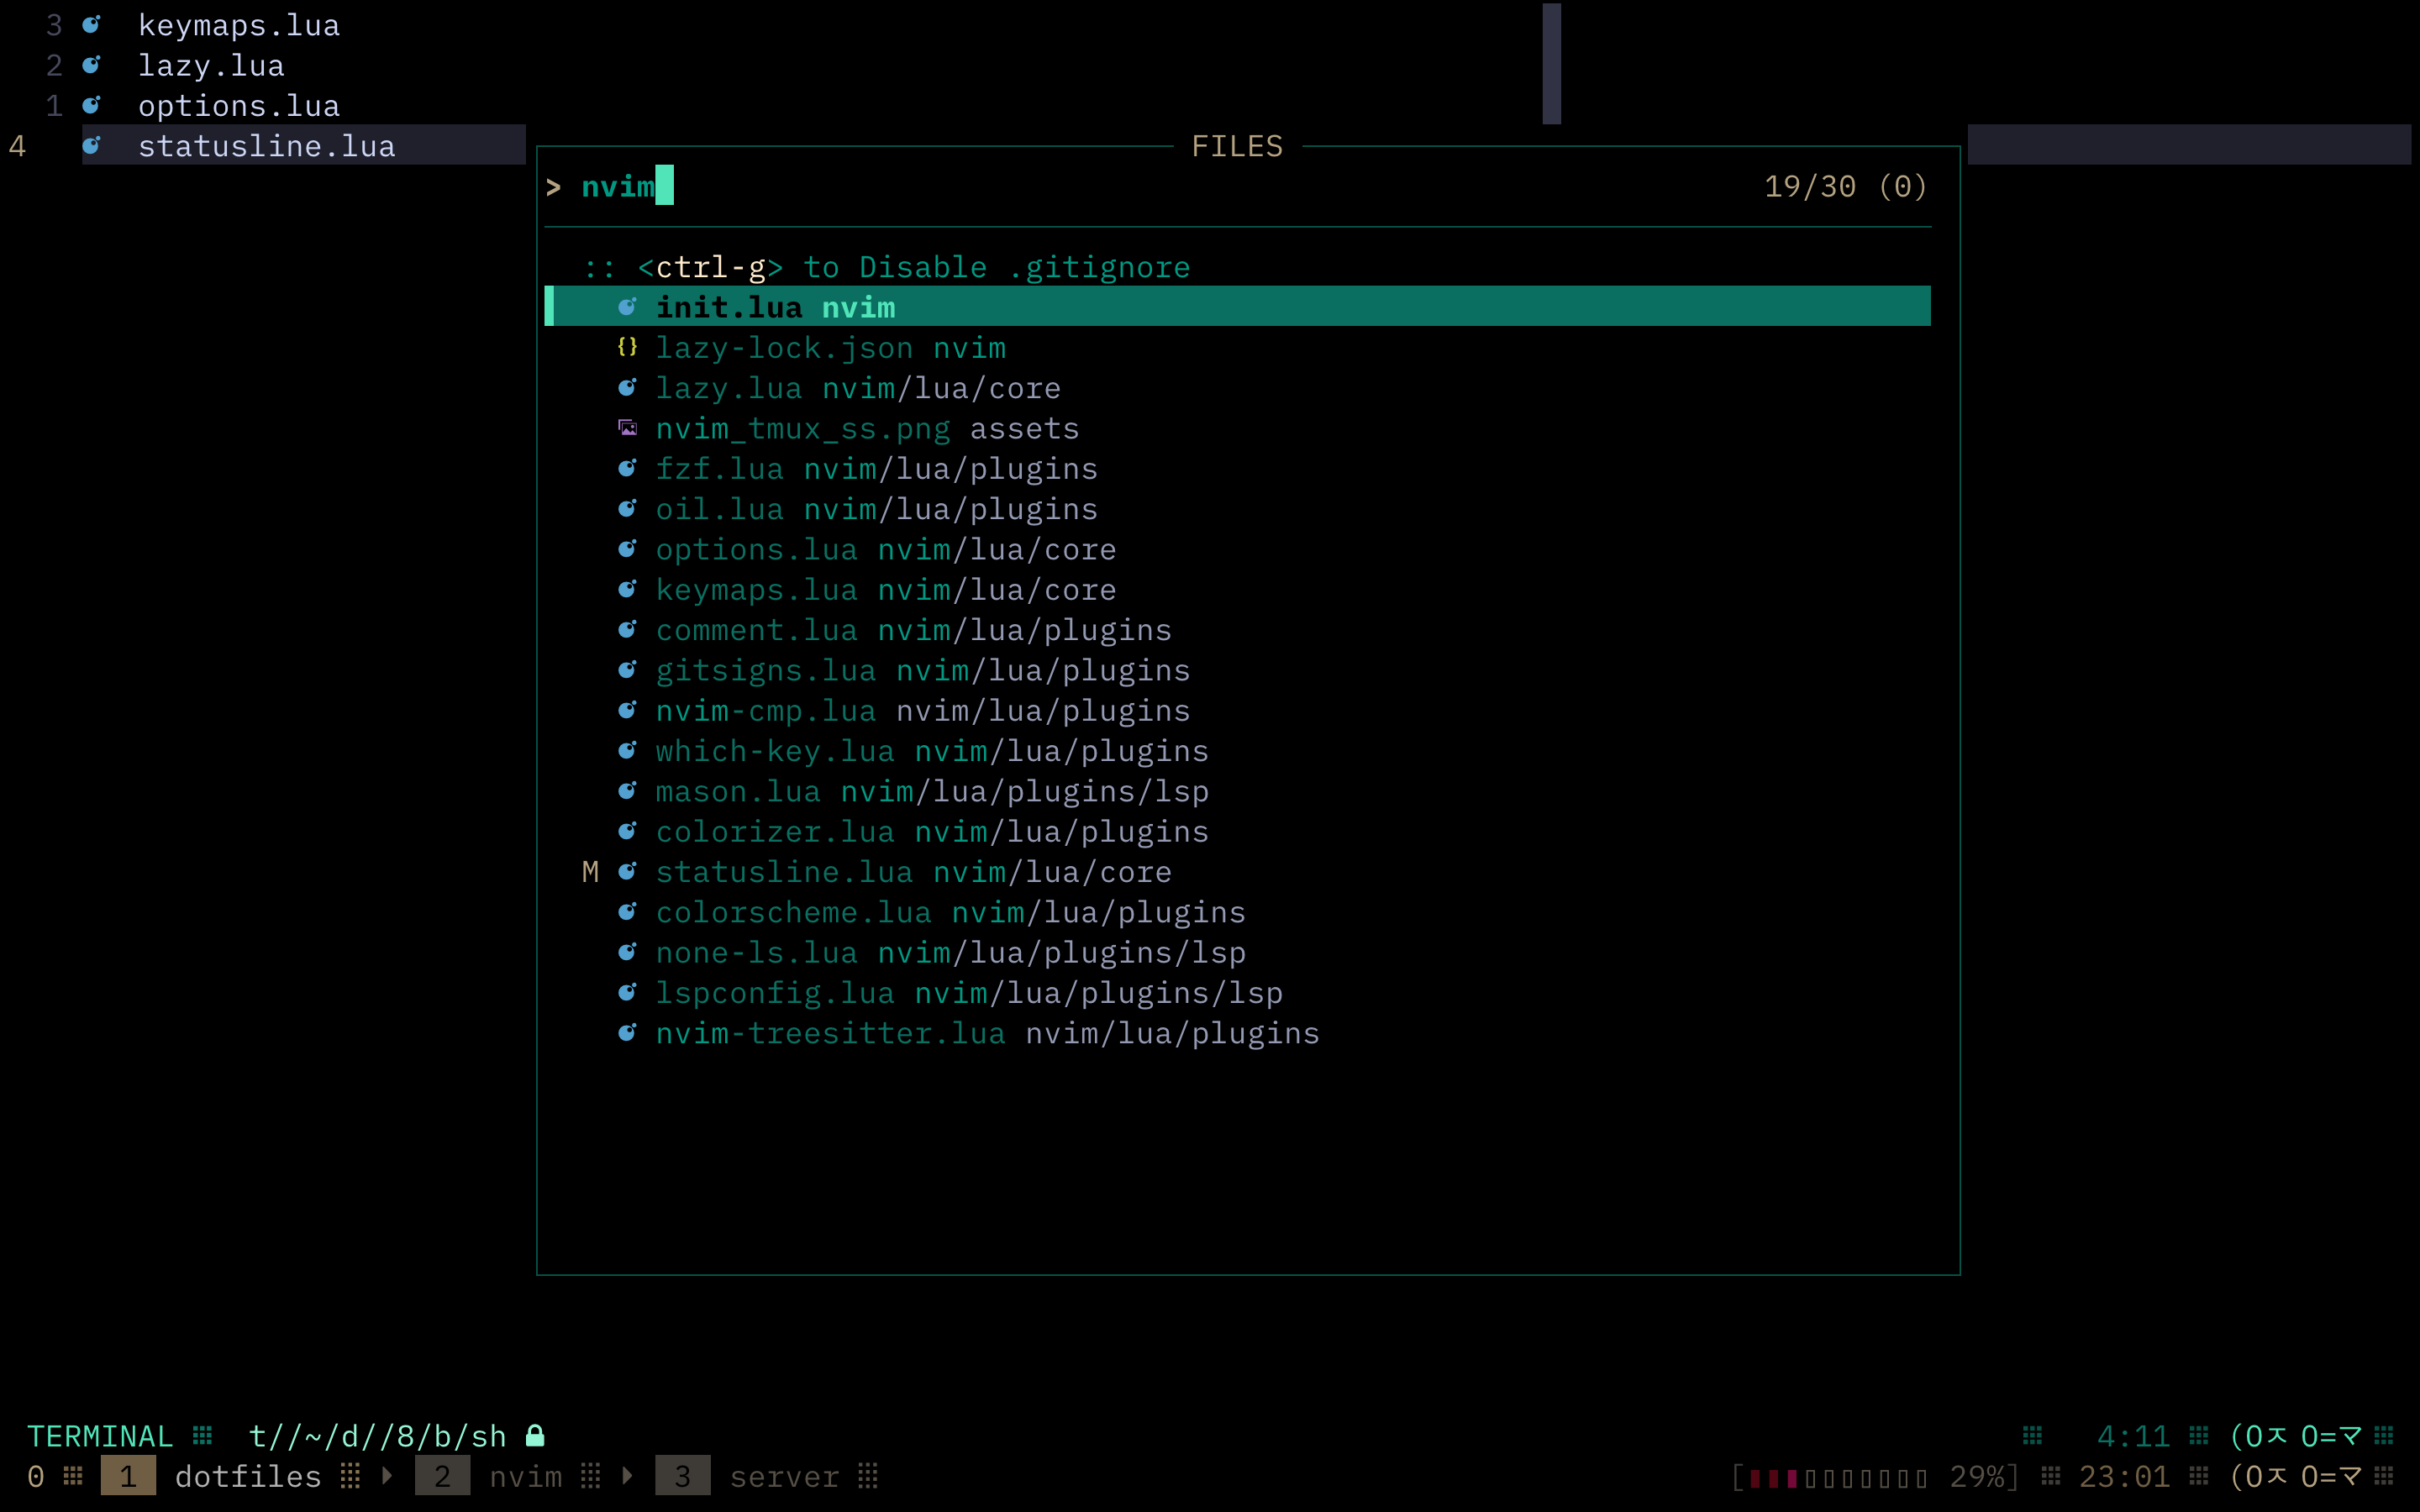 3 keymaps.lua
2 lazy.lua
1 options.lua
4 statusline.lua
FILES
> nvim 19/30 (0)
:: <ctrl-g> to Disable .gitignore
init.lua nvim
{} lazy-lock.json nvim
lazy.lua nvim/lua/core
nvim_tmux_ss.png assets
fzf.lua nvim/lua/plugins
oil.lua nvim/lua/plugins
options.lua nvim/lua/core
keymaps.lua nvim/lua/core
comment.lua nvim/lua/plugins
gitsigns.lua nvim/lua/plugins
nvim-cmp.lua nvim/lua/plugins
which-key.lua nvim/lua/plugins
mason.lua nvim/lua/plugins/lsp
colorizer.lua nvim/lua/plugins
M statusline.lua nvim/lua/core
colorscheme.lua nvim/lua/plugins
none-ls.lua nvim/lua/plugins/lsp
lspconfig.lua nvim/lua/plugins/lsp
nvim-treesitter.lua nvim/lua/plugins
TERMINAL t//~/d//8/b/sh 4:11 (Oㅈ O=マ
0 1 dotfiles 2 nvim 3 server [▮▮▮▯▯▯▯▯▯▯ 29%] 23:01 (Oㅈ O=マ